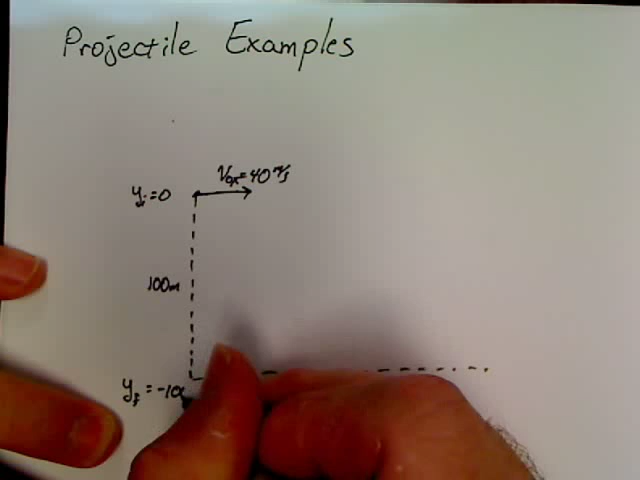 Projectile Examples
V₀ₓ = 40 m/s
yᵢ = 0
100m